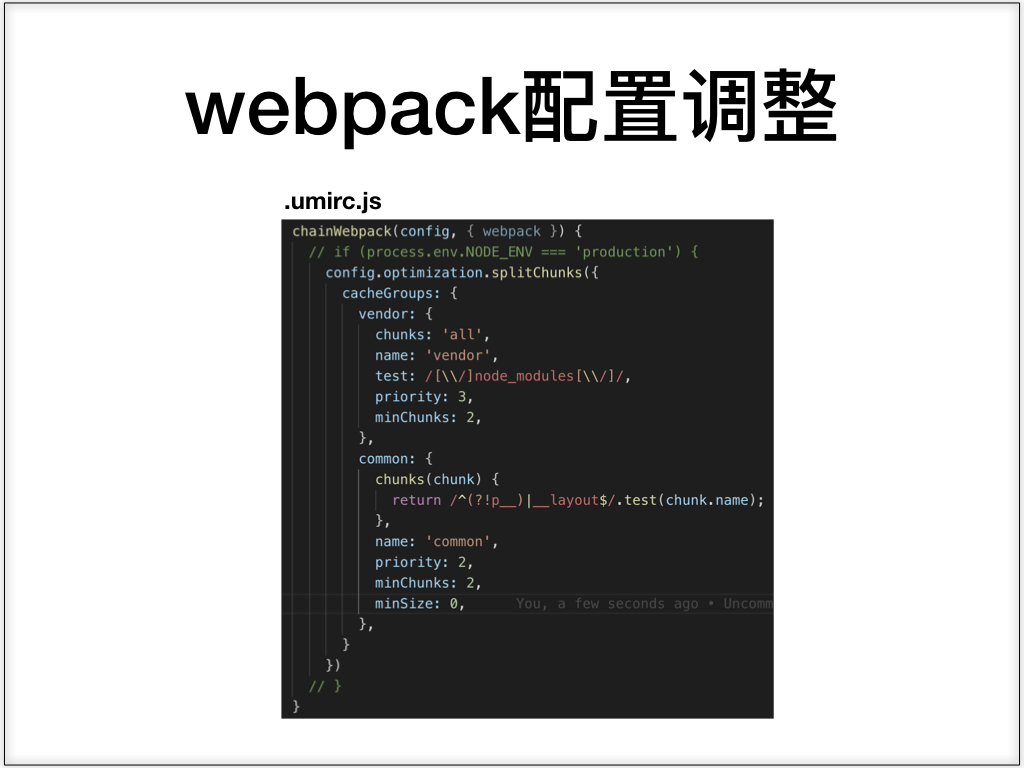 webpack配置调整
.umirc.js
chainWebpack(config, { webpack }) {
// if (process.env.NODE_ENV === 'production') {
config.optimization.splitChunks({
cacheGroups: {
vendor: {
chunks: 'all',
name: 'vendor',
test: /[\\/]node_modules[\\/]/,
priority: 3,
minChunks: 2,
},
common: {
chunks(chunk) {
return /^(?!p__)|__layout$/.test(chunk.name);
},
name: 'common',
priority: 2,
minChunks: 2,
minSize: 0, You, a few seconds ago • Uncomm
},
}
})
// }
}